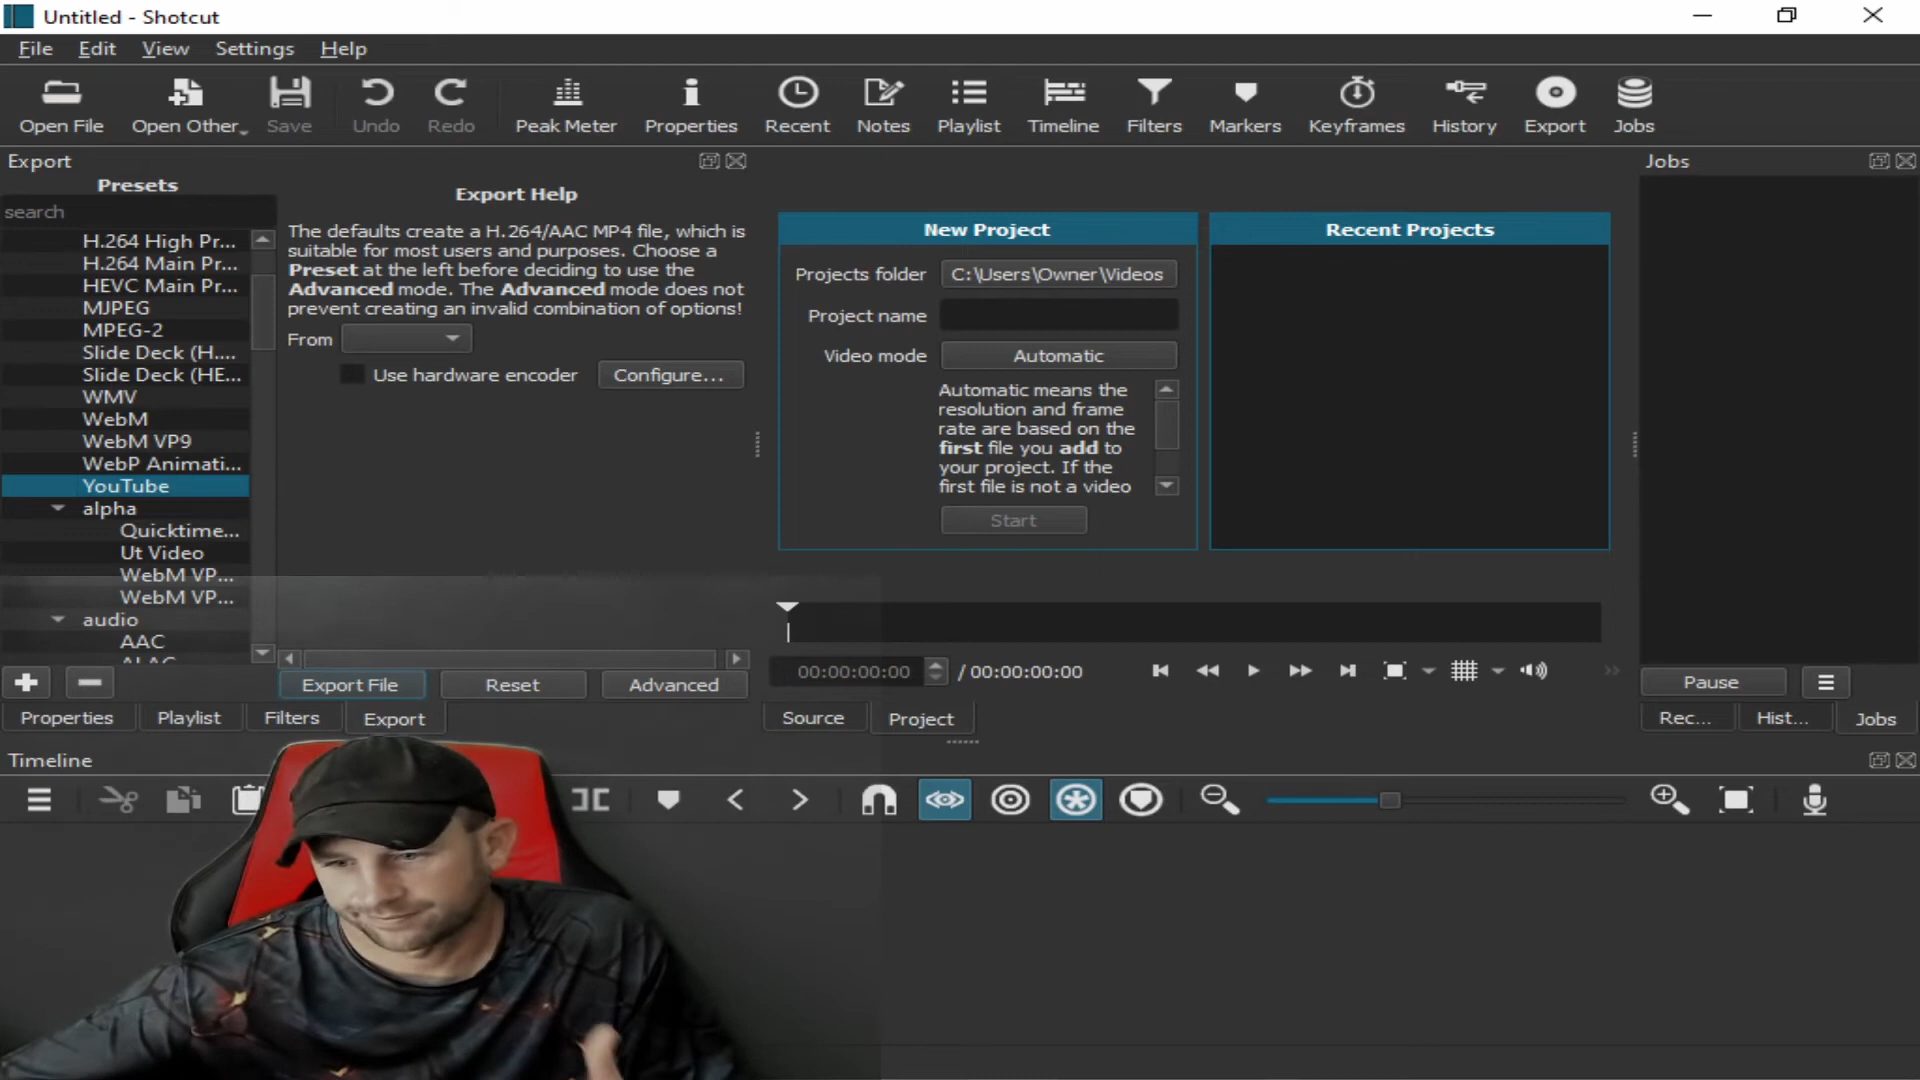 Untitled - Shotcut
File Edit View Settings Help
Open File Open Other Save Undo Redo Peak Meter Properties Recent Notes Playlist Timeline Filters Markers Keyframes History Export Jobs
Export
Presets
search
H.264 High Pr...
H.264 Main Pr...
HEVC Main Pr...
MJPEG
MPEG-2
Slide Deck (H....
Slide Deck (HE...
WMV
WebM
WebM VP9
WebP Animati...
YouTube
alpha
Quicktime...
Ut Video
WebM VP...
WebM VP...
audio
AAC
ALAC
Export Help
The defaults create a H.264/AAC MP4 file, which is
suitable for most users and purposes. Choose a
Preset at the left before deciding to use the
Advanced mode. The Advanced mode does not
prevent creating an invalid combination of options!
From
Use hardware encoder Configure...
Export File Reset Advanced
Properties Playlist Filters Export
New Project
Projects folder C:\Users\Owner\Videos
Project name
Video mode Automatic
Automatic means the
resolution and frame
rate are based on the
first file you add to
your project. If the
first file is not a video
Start
Recent Projects
00:00:00:00 / 00:00:00:00
Source Project
Jobs
Pause
Rec... Hist... Jobs
Timeline